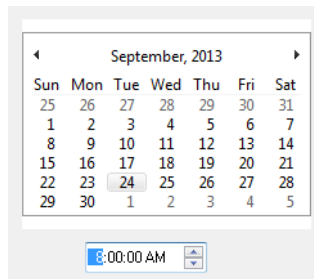 September, 2013
Sun Mon Tue Wed Thu Fri Sat
25 26 27 28 29 30 31
1 2 3 4 5 6 7
8 9 10 11 12 13 14
15 16 17 18 19 20 21
22 23 24 25 26 27 28
29 30 1 2 3 4 5
8:00:00 AM